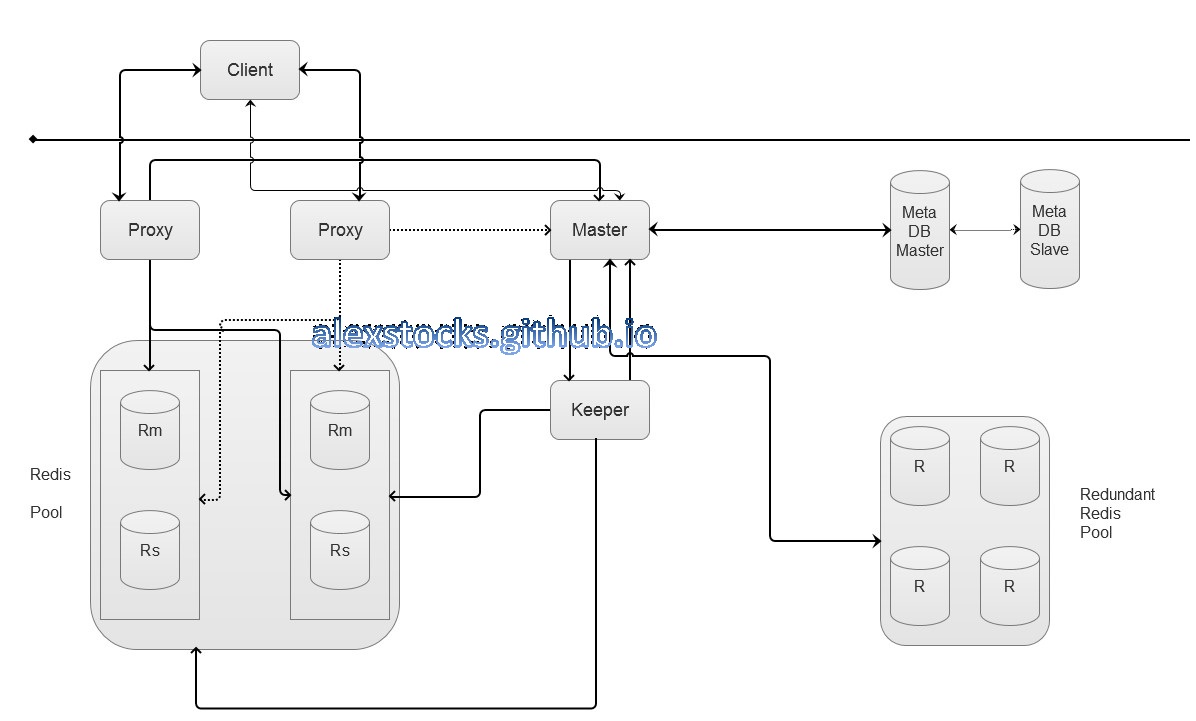 Client
Proxy
Proxy
Master
Meta
DB
Master
Meta
DB
Slave
alexstocks.github.io
Keeper
Redis
Pool
Rm
Rm
Rs
Rs
R
R
R
R
Redundant
Redis
Pool